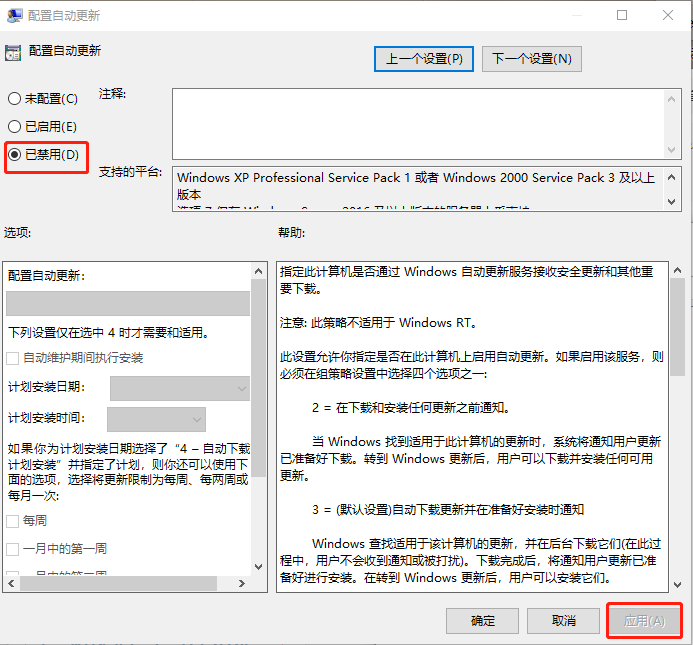 配置自动更新
配置自动更新
上一个设置(P)
下一个设置(N)
未配置(C)
注释:
已启用(E)
已禁用(D)
支持的平台:
Windows XP Professional Service Pack 1 或者 Windows 2000 Service Pack 3 及以上
版本
选项:
帮助:
配置自动更新:
下列设置仅在选中 4 时才需要和适用。
自动维护期间执行安装
计划安装日期:
计划安装时间:
如果你为计划安装日期选择了“4 – 自动下载
计划安装”并指定了计划，则你还可以使用下
面的选项，选择将更新限制为每周、每两周或
每月一次:
每周
一月中的第一周
指定此计算机是否通过 Windows 自动更新服务接收安全更新和其他重
要下载。
注意: 此策略不适用于 Windows RT。
此设置允许你指定是否在此计算机上启用自动更新。如果启用该服务，则
必须在组策略设置中选择四个选项之一:
2 = 在下载和安装任何更新之前通知。
当 Windows 找到适用于此计算机的更新时，系统将通知用户更新
已准备好下载。转到 Windows 更新后，用户可以下载并安装任何可用
更新。
3 = (默认设置)自动下载更新并在准备好安装时通知
Windows 查找适用于该计算机的更新，并在后台下载它们(在此过
程中，用户不会收到通知或被打扰)。下载完成后，将通知用户更新已准
备好进行安装。在转到 Windows 更新后，用户可以安装它们。
确定
取消
应用(A)